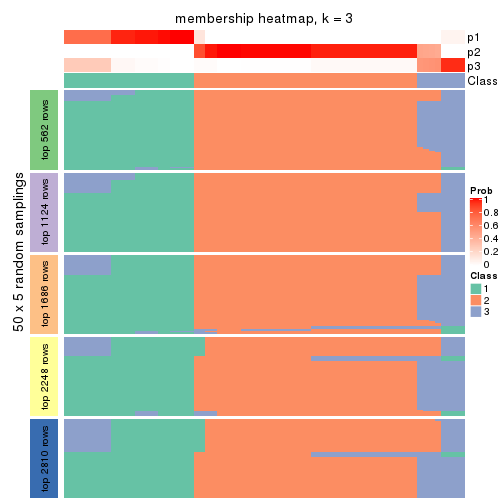 membership heatmap, k = 3
p1
p2
p3
Class
50 x 5 random samplings
top 562 rows
top 1124 rows
top 1686 rows
top 2248 rows
top 2810 rows
Prob
1
0.8
0.6
0.4
0.2
0
Class
1
2
3